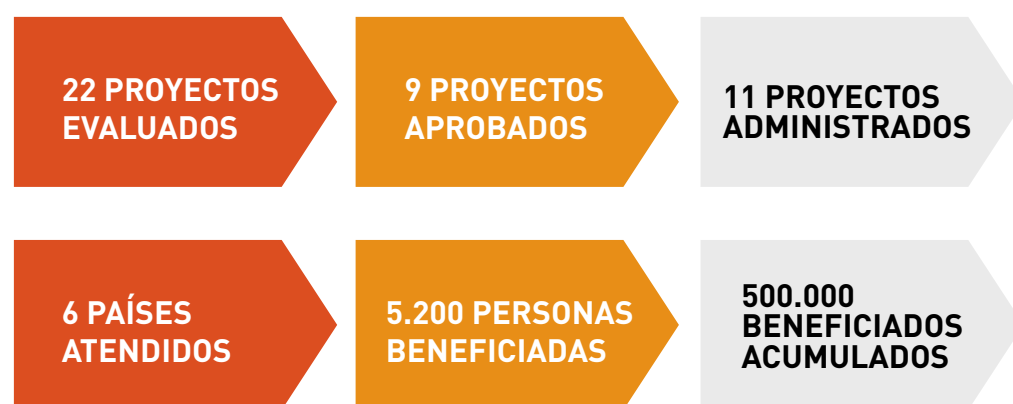 22 PROYECTOS
EVALUADOS
9 PROYECTOS
APROBADOS
11 PROYECTOS
ADMINISTRADOS
6 PAÍSES
ATENDIDOS
5.200 PERSONAS
BENEFICIADAS
500.000
BENEFICIADOS
ACUMULADOS